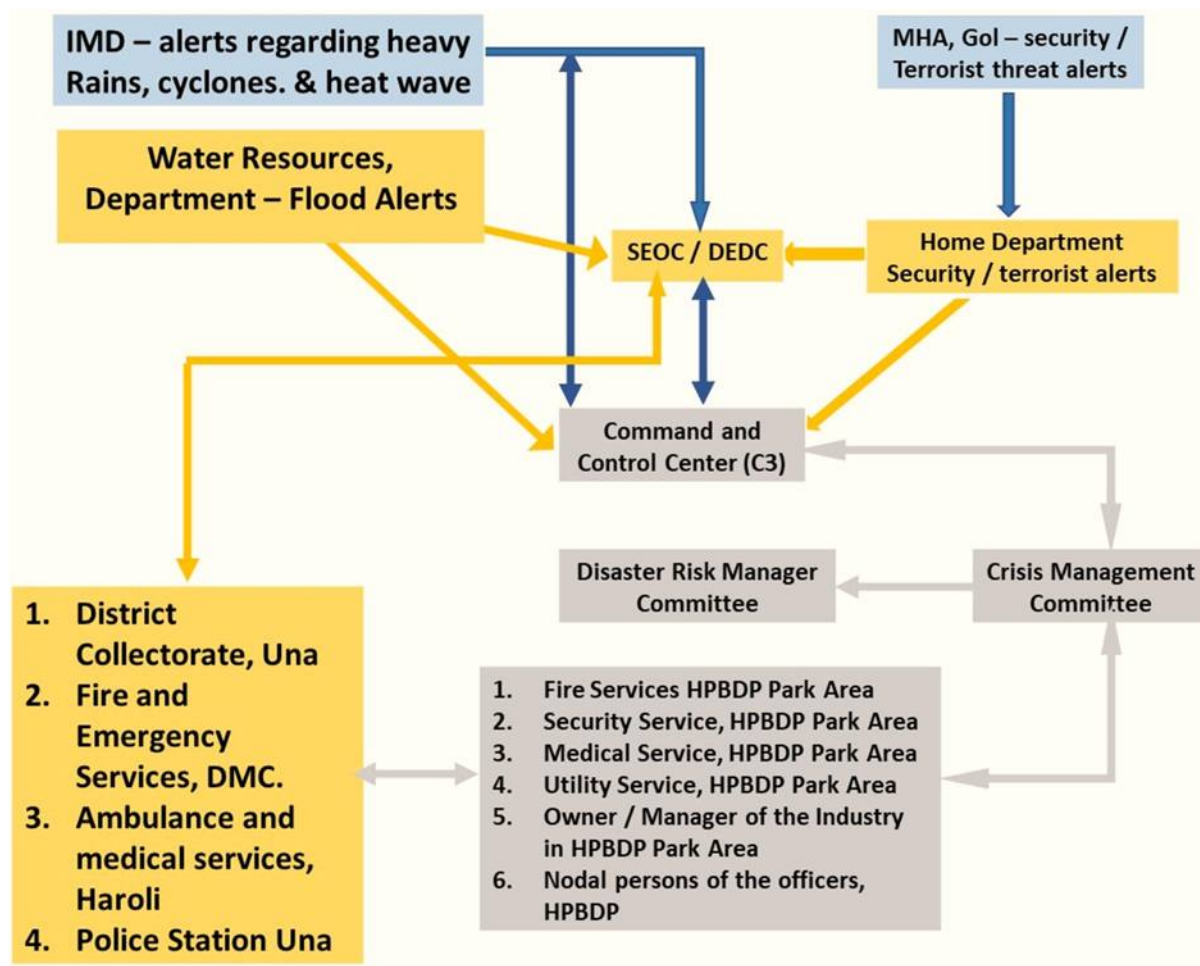 IMD – alerts regarding heavy
Rains, cyclones. & heat wave
MHA, GoI – security /
Terrorist threat alerts
Water Resources,
Department – Flood Alerts
SEOC / DEDC
Home Department
Security / terrorist alerts
Command and
Control Center (C3)
Disaster Risk Manager
Committee
Crisis Management
Committee
1. District
Collectorate, Una
2. Fire and
Emergency
Services, DMC.
3. Ambulance and
medical services,
Haroli
4. Police Station Una
1. Fire Services HPBDP Park Area
2. Security Service, HPBDP Park Area
3. Medical Service, HPBDP Park Area
4. Utility Service, HPBDP Park Area
5. Owner / Manager of the Industry
in HPBDP Park Area
6. Nodal persons of the officers,
HPBDP